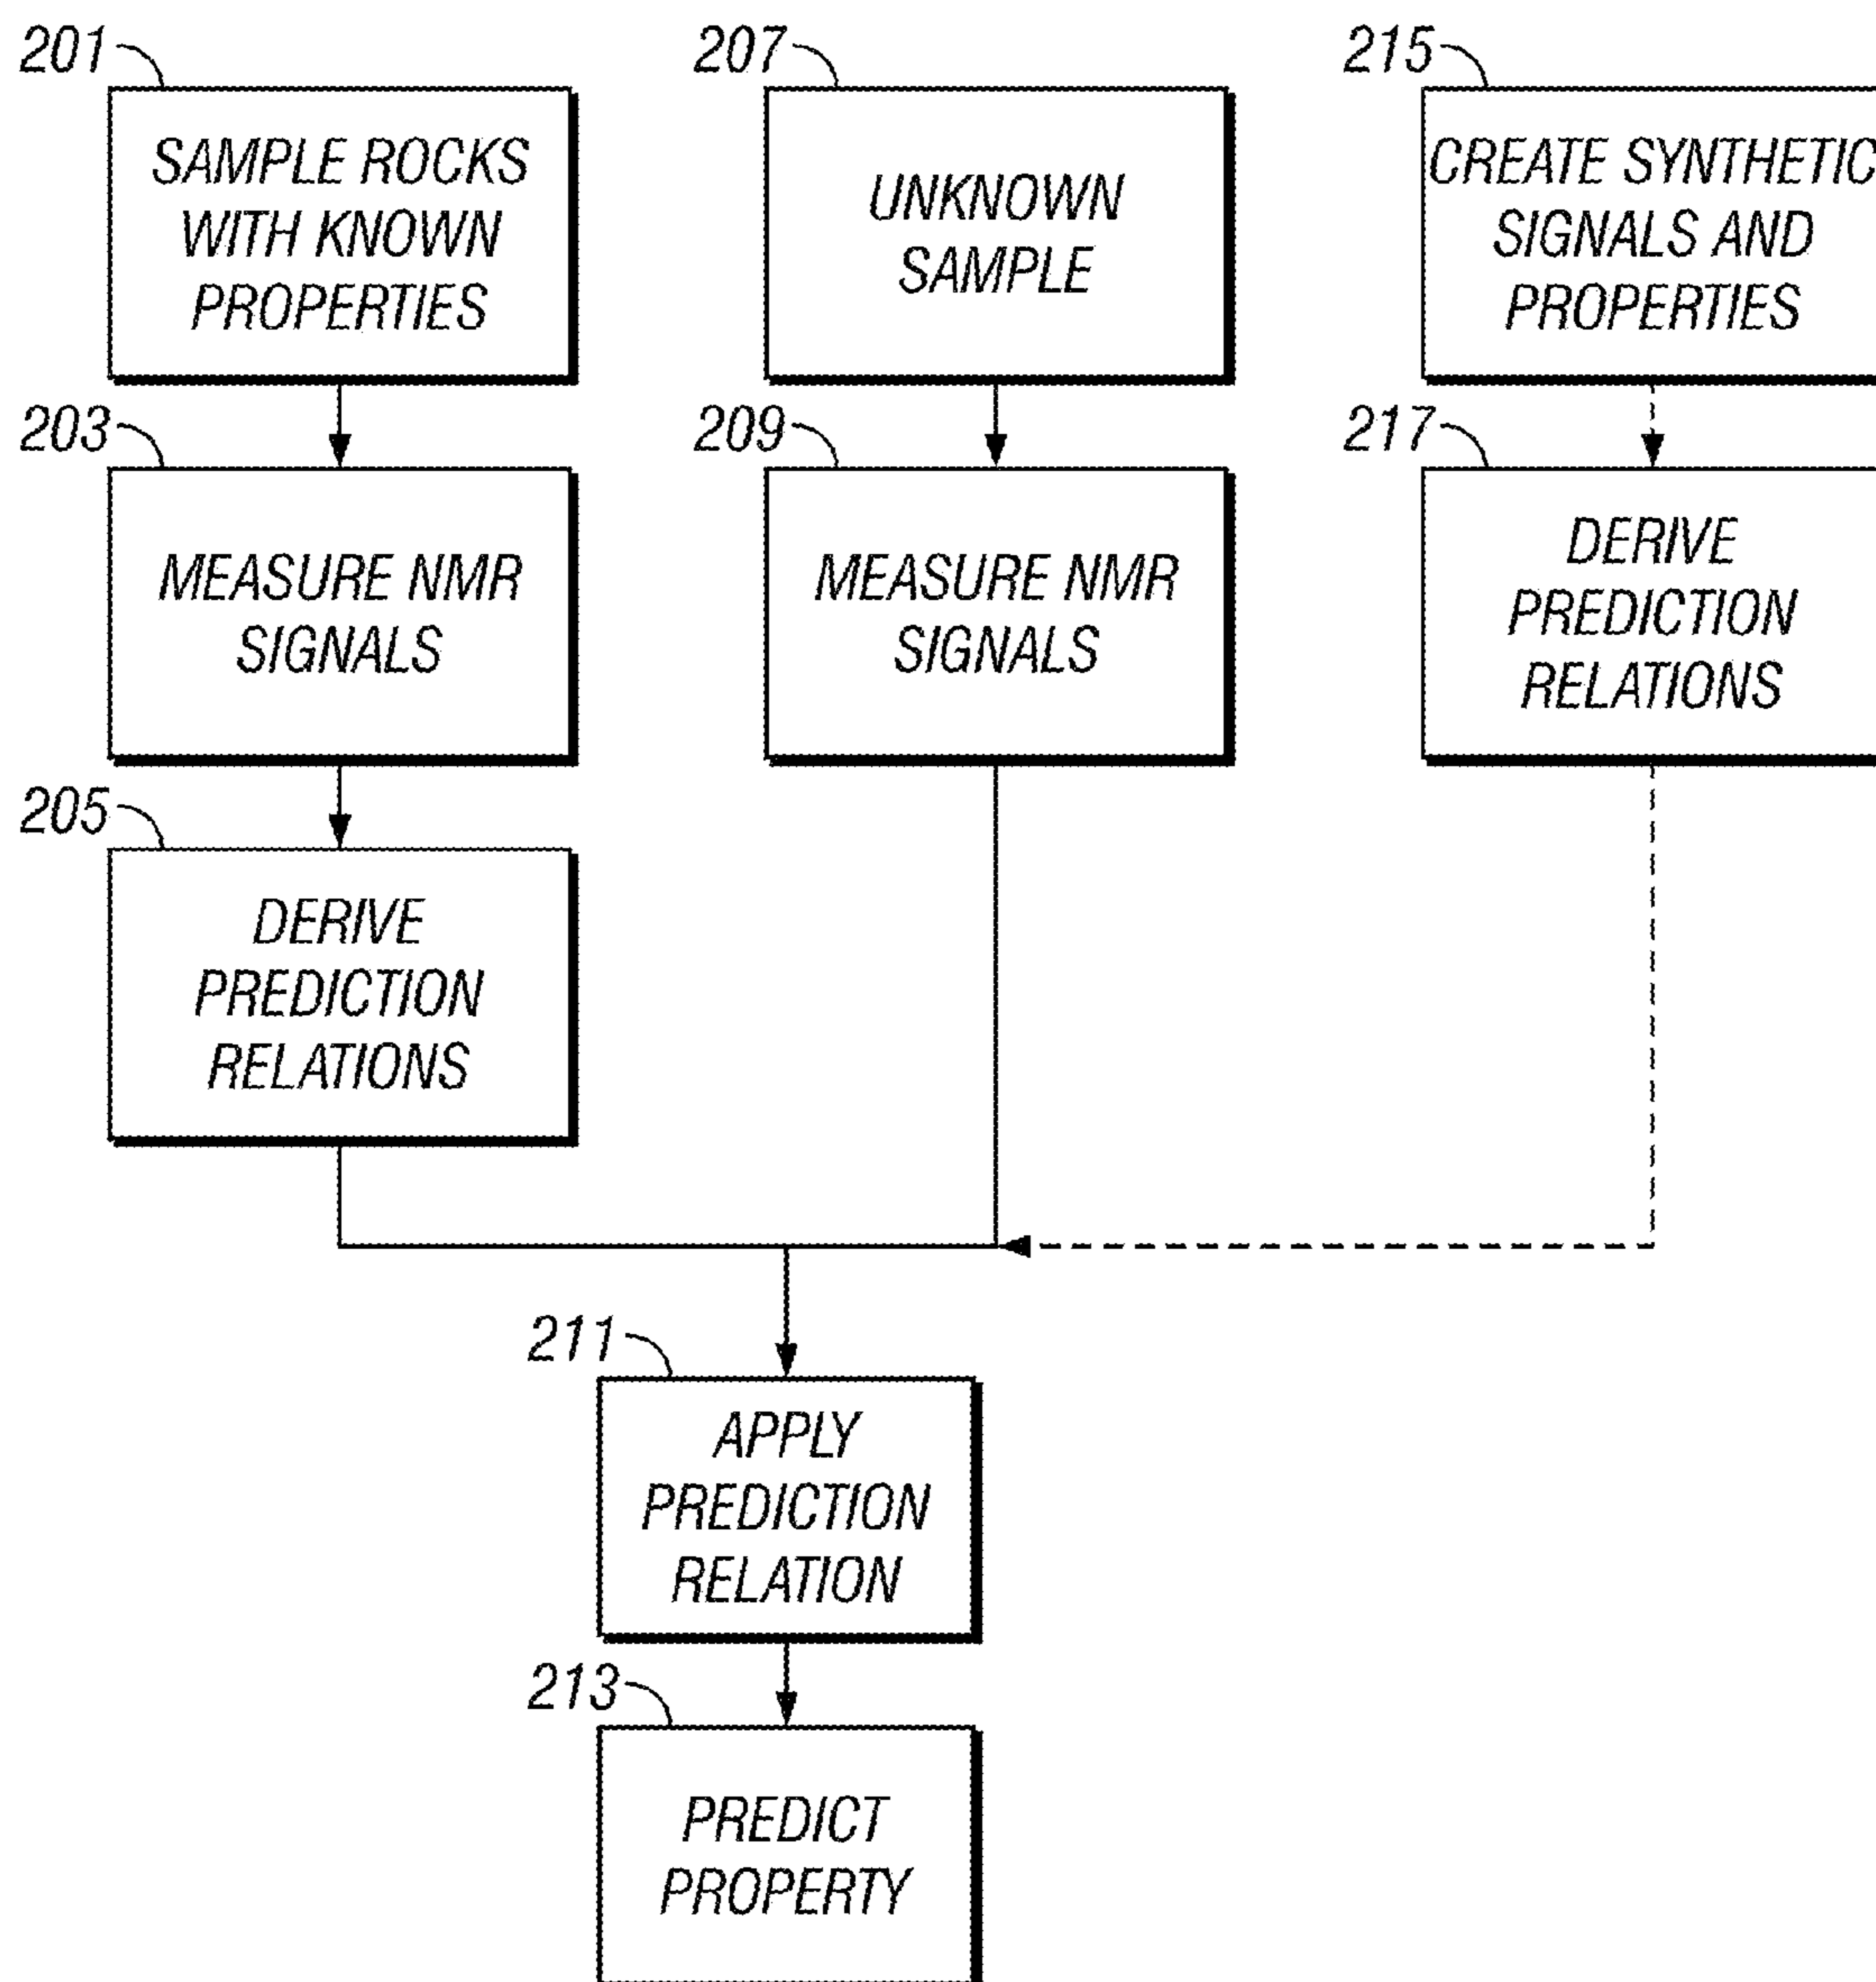 201
SAMPLE ROCKS
WITH KNOWN
PROPERTIES
203
MEASURE NMR
SIGNALS
205
DERIVE
PREDICTION
RELATIONS
207
UNKNOWN
SAMPLE
209
MEASURE NMR
SIGNALS
215
CREATE SYNTHETIC
SIGNALS AND
PROPERTIES
217
DERIVE
PREDICTION
RELATIONS
211
APPLY
PREDICTION
RELATION
213
PREDICT
PROPERTY